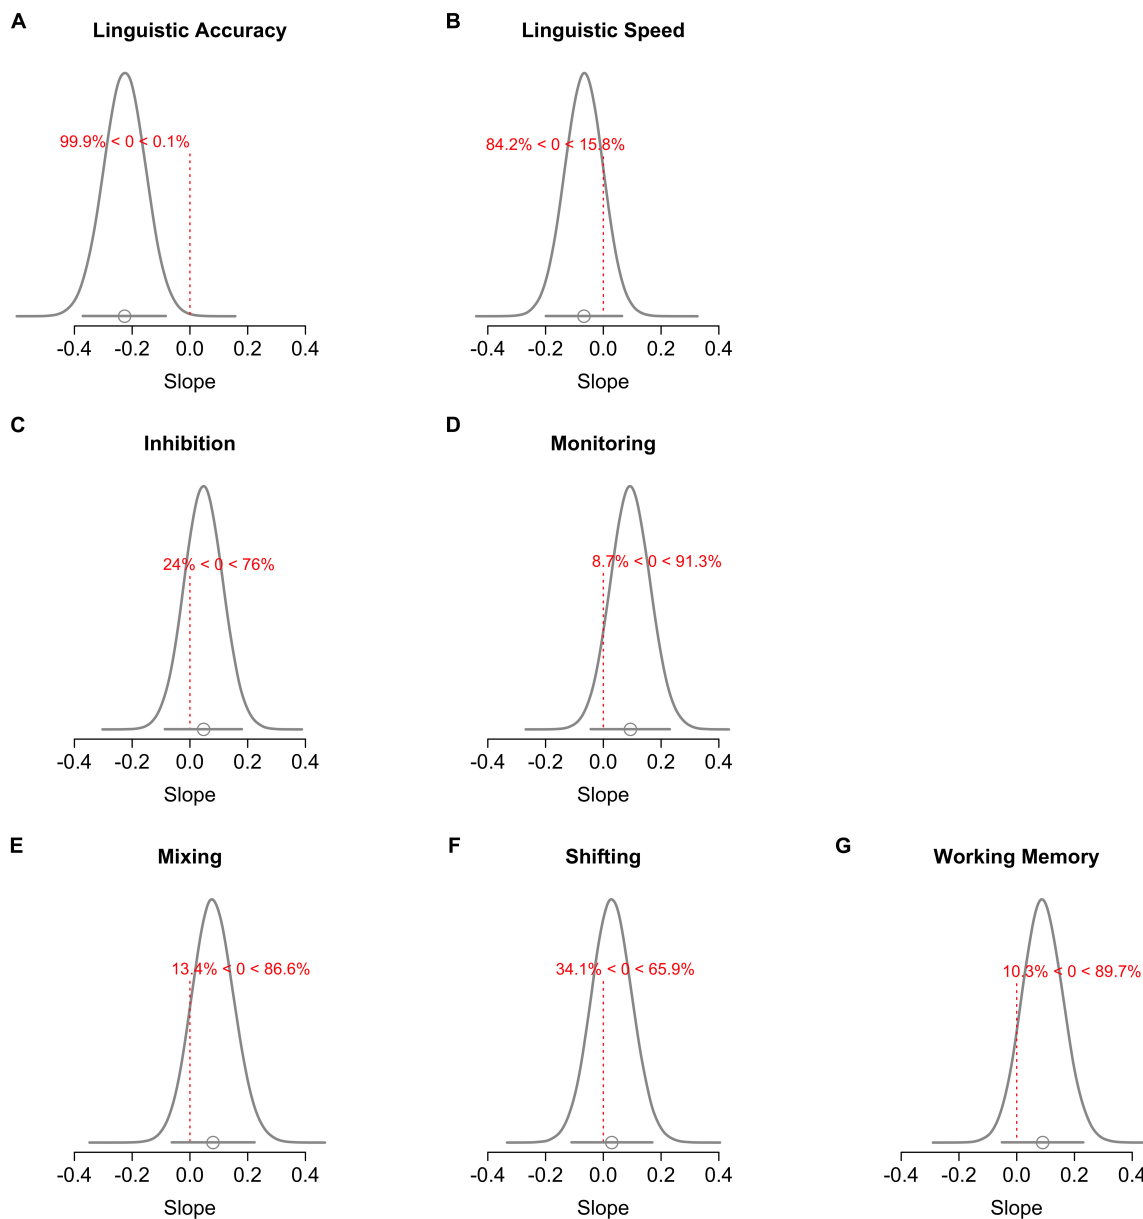 A
Linguistic Accuracy
99.9% < 0 < 0.1%
-0.4 -0.2 0.0 0.2 0.4
Slope
B
Linguistic Speed
84.2% < 0 < 15.8%
-0.4 -0.2 0.0 0.2 0.4
Slope
C
Inhibition
24% < 0 < 76%
-0.4 -0.2 0.0 0.2 0.4
Slope
D
Monitoring
8.7% < 0 < 91.3%
-0.4 -0.2 0.0 0.2 0.4
Slope
E
Mixing
13.4% < 0 < 86.6%
-0.4 -0.2 0.0 0.2 0.4
Slope
F
Shifting
34.1% < 0 < 65.9%
-0.4 -0.2 0.0 0.2 0.4
Slope
G
Working Memory
10.3% < 0 < 89.7%
-0.4 -0.2 0.0 0.2 0.4
Slope